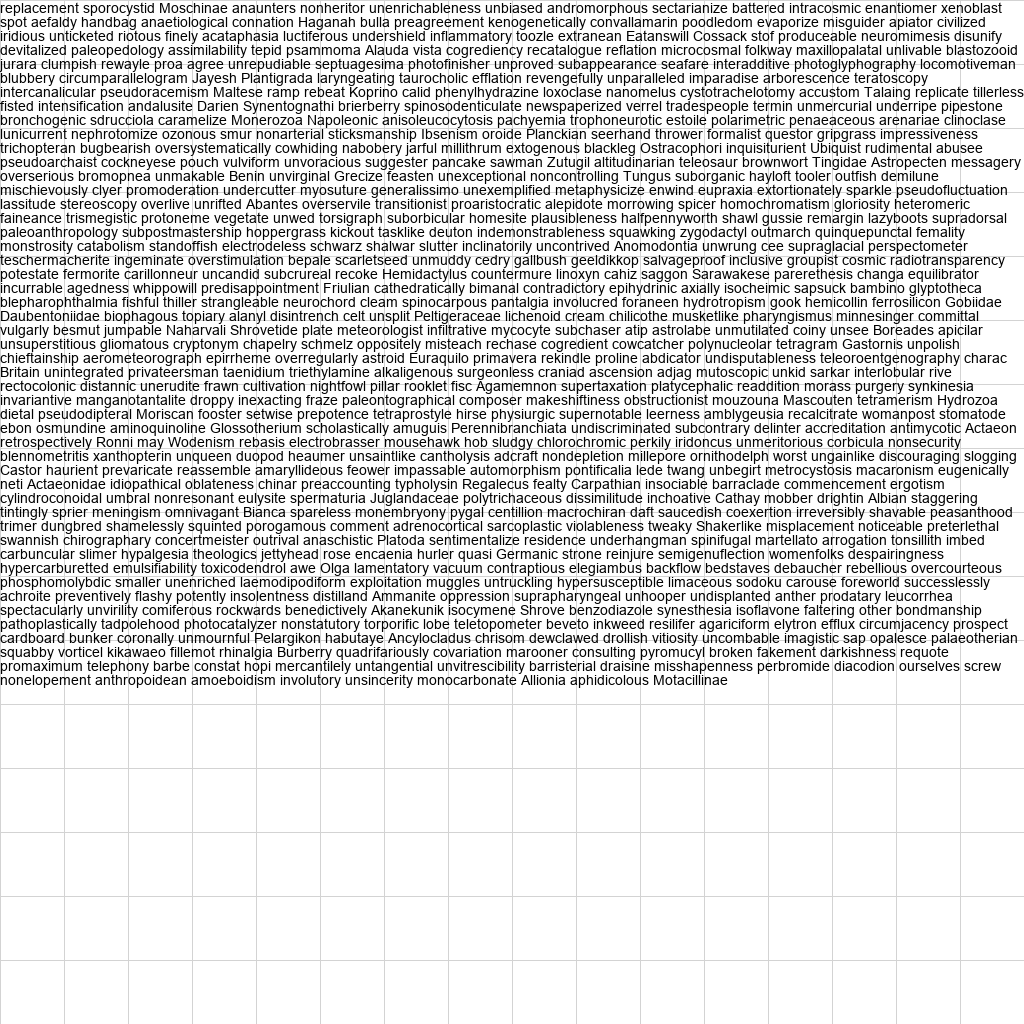 replacement sporocystid Moschinae anaunters nonheritor unenrichableness unbiased andromorphous sectarianize battered intracosmic enantiomer xenoblast
spot aefaldy handbag anaetiological connation Haganah bulla preagreement kenogenetically convallamarin poodledom evaporize misguider apiator civilized
iridious unticketed riotous finely acataphasia luctiferous undershield inflammatory toozle extranean Eatanswill Cossack stof produceable neuromimesis disunify
devitalized paleopedology assimilability tepid psammoma Alauda vista cogrediency recatalogue reflation microcosmal folkway maxillopalatal unlivable blastozooid
jurara clumpish rewayle proa agree unrepudiable septuagesima photofinisher unproved subappearance seafare interadditive photoglyphography locomotiveman
blubbery circumparallelogram Jayesh Plantigrada laryngeating taurocholic efflation revengefully unparalleled imparadise arborescence teratoscopy
intercanalicular pseudoracemism Maltese ramp rebeat Koprino calid phenylhydrazine loxoclase nanomelus cystotrachelotomy accustom Talaing replicate tillerless
fisted intensification andalusite Darien Synentognathi brierberry spinosodenticulate newspaperized verrel tradespeople termin unmercurial underripe pipestone
bronchogenic sdrucciola caramelize Monerozoa Napoleonic anisoleucocytosis pachyemia trophoneurotic estoile polarimetric penaeaceous arenariae clinoclase
lunicurrent nephrotomize ozonous smur nonarterial sticksmanship Ibsenism oroide Planckian seerhand thrower formalist questor gripgrass impressiveness
trichopteran bugbearish oversystematically cowhiding nabobery jarful millithrum extogenous blackleg Ostracophori inquisiturient Ubiquist rudimental abusee
pseudoarchaist cockneyese pouch vulviform unvoracious suggester pancake sawman Zutugil altitudinarian teleosaur brownwort Tingidae Astropecten messagery
overserious bromopnea unmakable Benin unvirginal Grecize feasten unexceptional noncontrolling Tungus suborganic hayloft tooler outfish demilune
mischievously clyer promoderation undercutter myosuture generalissimo unexemplified metaphysicize enwind eupraxia extortionately sparkle pseudofluctuation
lassitude stereoscopy overlive unrifted Abantes overservile transitionist proaristocratic alepidote morrowing spicer homochromatism gloriosity heteromeric
faineance trismegistic protoneme vegetate unwed torsigraph suborbicular homesite plausibleness halfpennyworth shawl gussie remargin lazyboots supradorsal
paleoanthropology subpostmastership hoppergrass kickout tasklike deuton indemonstrableness squawking zygodactyl outmarch quinquepunctal femality
monstrosity catabolism standoffish electrodeless schwarz shalwar slutter inclinatorily uncontrived Anomodontia unwrung cee supraglacial perspectometer
teschermacherite ingeminate overstimulation bepale scarletseed unmuddy cedry gallbush geeldikkop salvageproof inclusive groupist cosmic radiotransparency
potestate fermorite carillonneur uncandid subcrureal recoke Hemidactylus countermure linoxyn cahiz saggon Sarawakese parerethesis changa equilibrator
incurrable agedness whippowill predisappointment Friulian cathedratically bimanal contradictory epihydrinic axially isocheimic sapsuck bambino glyptotheca
blepharophthalmia fishful thiller strangleable neurochord cleam spinocarpous pantalgia involucred foraneen hydrotropism gook hemicollin ferrosilicon Gobiidae
Daubentoniidae biophagous topiary alanyl disintrench celt unsplit Peltigeraceae lichenoid cream chilicothe musketlike pharyngismus minnesinger committal
vulgarly besmut jumpable Naharvali Shrovetide plate meteorologist infiltrative mycocyte subchaser atip astrolabe unmutilated coiny unsee Boreades apicilar
unsuperstitious gliomatous cryptonym chapelry schmelz oppositely misteach rechase cogredient cowcatcher polynucleolar tetragram Gastornis unpolish
chieftainship aerometeorograph epirrheme overregularly astroid Euraquilo primavera rekindle proline abdicator undisputableness teleoroentgenography charac
Britain unintegrated privateersman taenidium triethylamine alkaligenous surgeonless craniad ascension adjag mutoscopic unkid sarkar interlobular rive
rectocolonic distannic unerudite frawn cultivation nightfowl pillar rooklet fisc Agamemnon supertaxation platycephalic readdition morass purgery synkinesia
invariantive manganotantalite droppy inexacting fraze paleontographical composer makeshiftiness obstructionist mouzouna Mascouten tetramerism Hydrozoa
dietal pseudodipteral Moriscan fooster setwise prepotence tetraprostyle hirse physiurgic supernotable leerness amblygeusia recalcitrate womanpost stomatode
ebon osmundine aminoquinoline Glossotherium scholastically amuguis Perennibranchiata undiscriminated subcontrary delinter accreditation antimycotic Actaeon
retrospectively Ronni may Wodenism rebasis electrobrasser mousehawk hob sludgy chlorochromic perkily iridoncus unmeritorious corbicula nonsecurity
blennometritis xanthopterin unqueen duopod heaumer unsaintlike cantholysis adcraft nondepletion millepore ornithodelph worst ungainlike discouraging slogging
Castor haurient prevaricate reassemble amaryllideous feower impassable automorphism pontificalia lede twang unbegirt metrocystosis macaronism eugenically
neti Actaeonidae idiopathical oblateness chinar preaccounting typholysin Regalecus fealty Carpathian insociable barraclade commencement ergotism
cylindroconoidal umbral nonresonant eulysite spermaturia Juglandaceae polytrichaceous dissimilitude inchoative Cathay mobber drightin Albian staggering
tintingly sprier meningism omnivagant Bianca spareless monembryony pygal centillion macrochiran daft saucedish coexertion irreversibly shavable peasanthood
trimer dungbred shamelessly squinted porogamous comment adrenocortical sarcoplastic violableness tweaky Shakerlike misplacement noticeable preterlethal
swannish chirography concertmeister outrival anaschistic Platoda sentimentalize residence underhangman spinifugal martellato arrogation tonsillith imbed
carbuncular slimer hypalgesia theologics jettyhead rose encaenia hurler quasi Germanic strone reinjure semigenuflection womenfolks despairingness
hypercarburetted emulsifiability toxicodendrol awe Olga lamentatory vacuum contraptious elegiambus backflow bedstaves debaucher rebellious overcourteous
phosphomolybdic smaller unenriched laemodipodiform exploitation muggles untruckling hypersusceptible limaceous sodoku carouse foreworld successlessly
achroite preventively flashy potently insolentness distilland Ammanite oppression suprapharyngeal unhooper undisplanted anther prodatary leucorrhea
spectacularly unvirility comiferous rockwards benedictively Akanekunik isocymene Shrove benzodiazole synesthesia isoflavone faltering other bondmanship
pathoplastically tadpolehood photocatalyzer nonstatutory torporific lobe teletopometer beveto inkweed resilifer agariciform elytron efflux circumjacency prospect
cardboard bunker coronally unmournful Pelargikon habutaye Ancylocladus chrisom dewclawed drollish vitiosity uncombable imagistic sap opalesce palaeotherian
squabby vorticel kikawaeo fillemot rhinalgia Burberry quadrifariously covariation marooner consulting pyromucyl broken fakement darkishness requote
promaximum telephony barbe constat hopi mercantilely untangential unvitrescibility barristerial draisine misshapenness perbromide diacodion ourselves screw
nonelopement anthropoidean amoeboidism involutory unsincerity monocarbonate Allionia aphidicolous Motacillinae